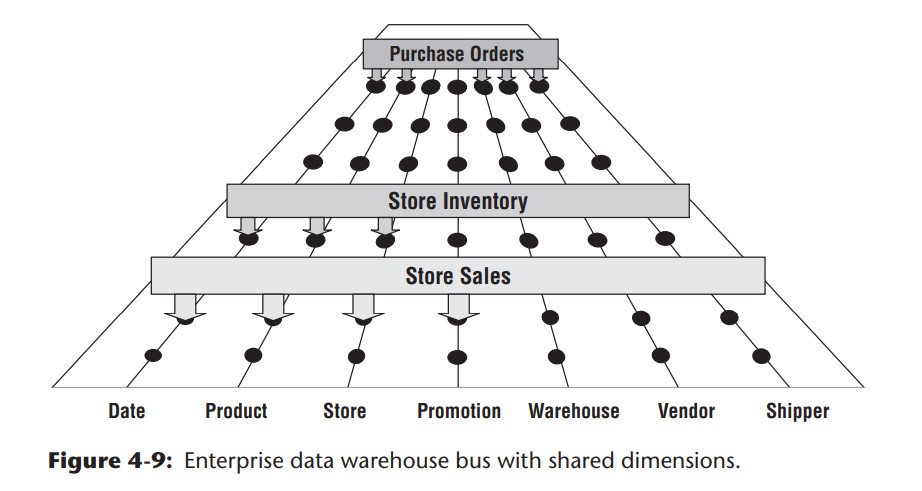 Purchase Orders
Store Inventory
Store Sales
Date Product Store Promotion Warehouse Vendor Shipper
Figure 4-9: Enterprise data warehouse bus with shared dimensions.